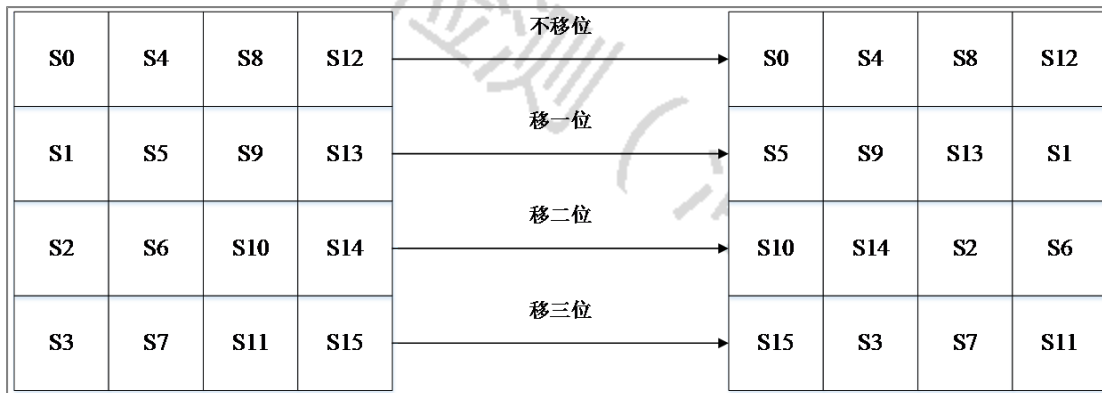 不移位
S0 S4 S8 S12 S0 S4 S8 S12
移一位
S1 S5 S9 S13 S5 S9 S13 S1
移二位
S2 S6 S10 S14 S10 S14 S2 S6
移三位
S3 S7 S11 S15 S15 S3 S7 S11
检测（